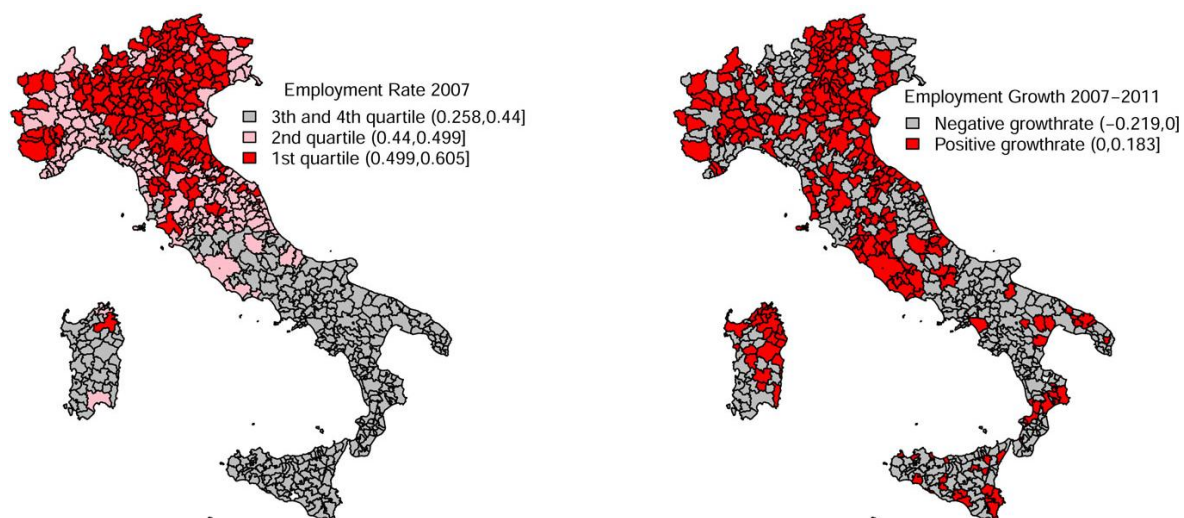 Employment Rate 2007
3th and 4th quartile (0.258,0.44]
2nd quartile (0.44,0.499]
1st quartile (0.499,0.605]
Employment Growth 2007−2011
Negative growthrate (−0.219,0]
Positive growthrate (0,0.183]